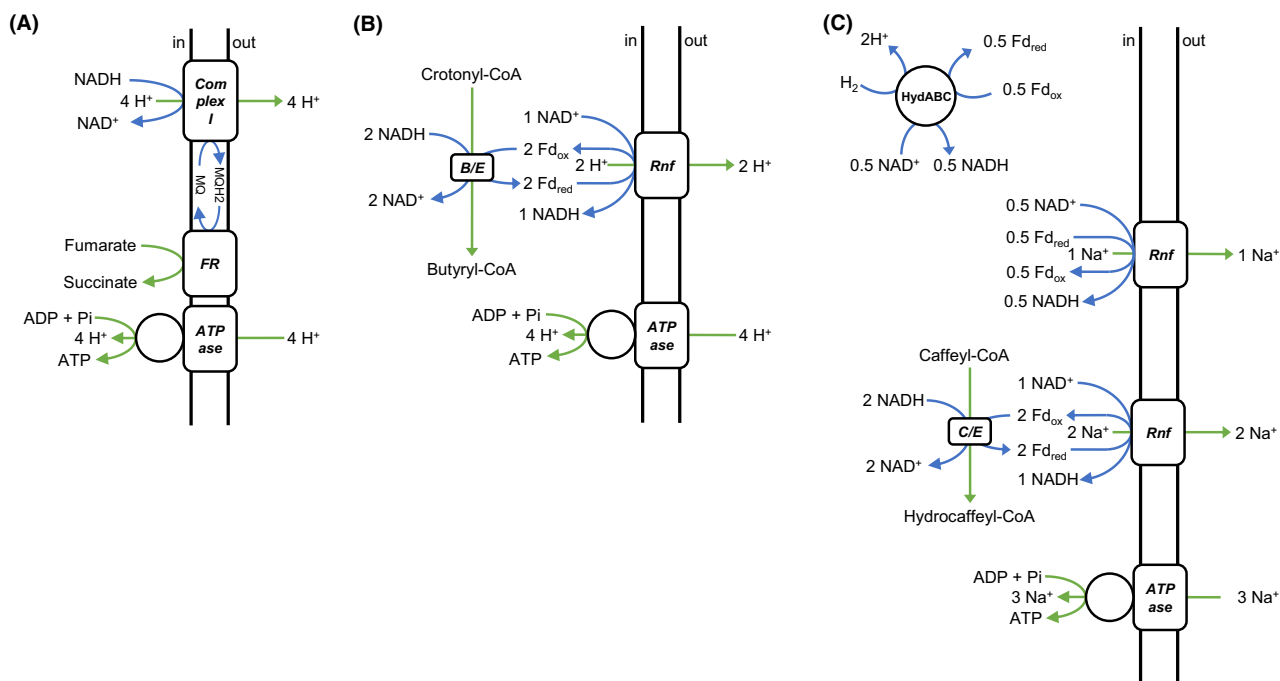 (A)
in out
NADH
4 H⁺
NAD⁺
Com
plex
I
4 H⁺
MQ
MQH2
Fumarate
Succinate
FR
ADP + Pi
4 H⁺
ATP
ATP
ase
4 H⁺
(B)
in out
Crotonyl-CoA
2 NADH
2 NAD⁺
B/E
Butyryl-CoA
1 NAD⁺
2 Fdox
2 H⁺
2 Fdred
1 NADH
Rnf
2 H⁺
ADP + Pi
4 H⁺
ATP
ATP
ase
4 H⁺
(C)
in out
2H⁺
0.5 Fdred
H₂
HydABC
0.5 Fdox
0.5 NAD⁺
0.5 NADH
0.5 NAD⁺
0.5 Fdred
1 Na⁺
0.5 Fdox
0.5 NADH
Rnf
1 Na⁺
Caffeyl-CoA
2 NADH
2 NAD⁺
C/E
Hydrocaffeyl-CoA
1 NAD⁺
2 Fdox
2 Na⁺
2 Fdred
1 NADH
Rnf
2 Na⁺
ADP + Pi
3 Na⁺
ATP
ATP
ase
3 Na⁺